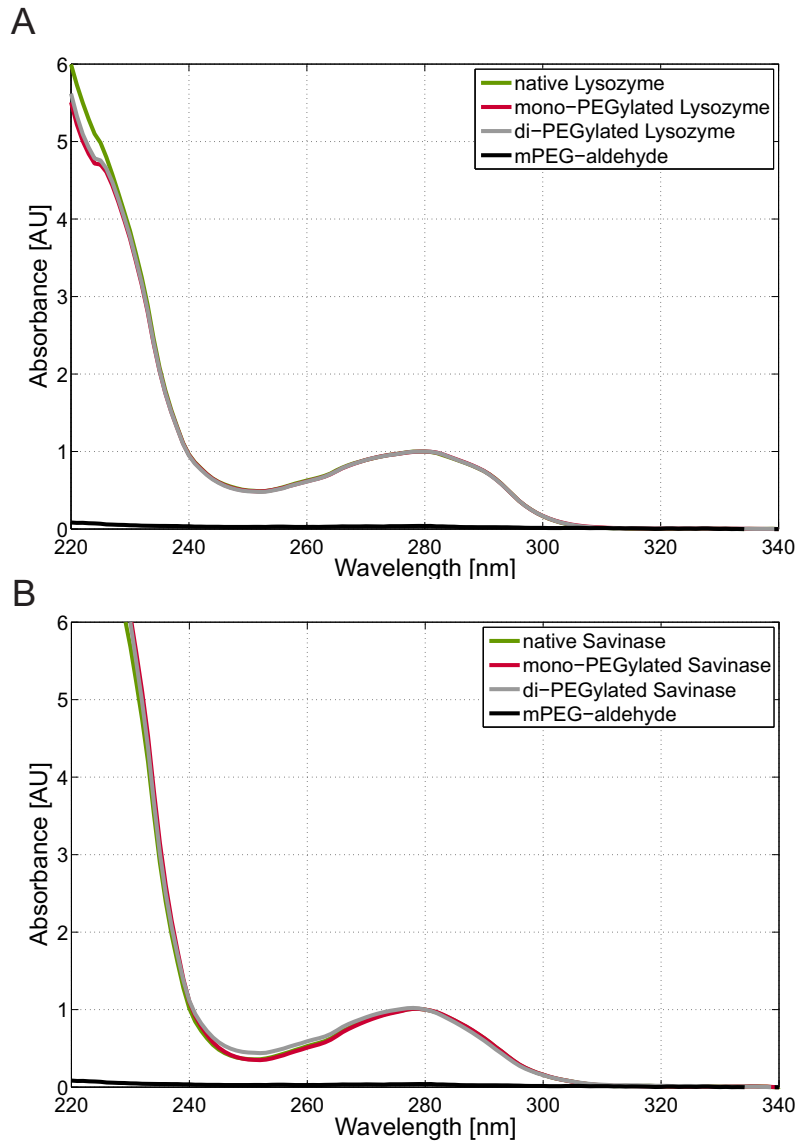 A
6
5
4
3
2
1
0
Absorbance [AU]
native Lysozyme
mono−PEGylated Lysozyme
di−PEGylated Lysozyme
mPEG−aldehyde
220 240 260 280 300 320 340
Wavelength [nm]
B
6
5
4
3
2
1
0
Absorbance [AU]
native Savinase
mono−PEGylated Savinase
di−PEGylated Savinase
mPEG−aldehyde
220 240 260 280 300 320 340
Wavelength [nm]